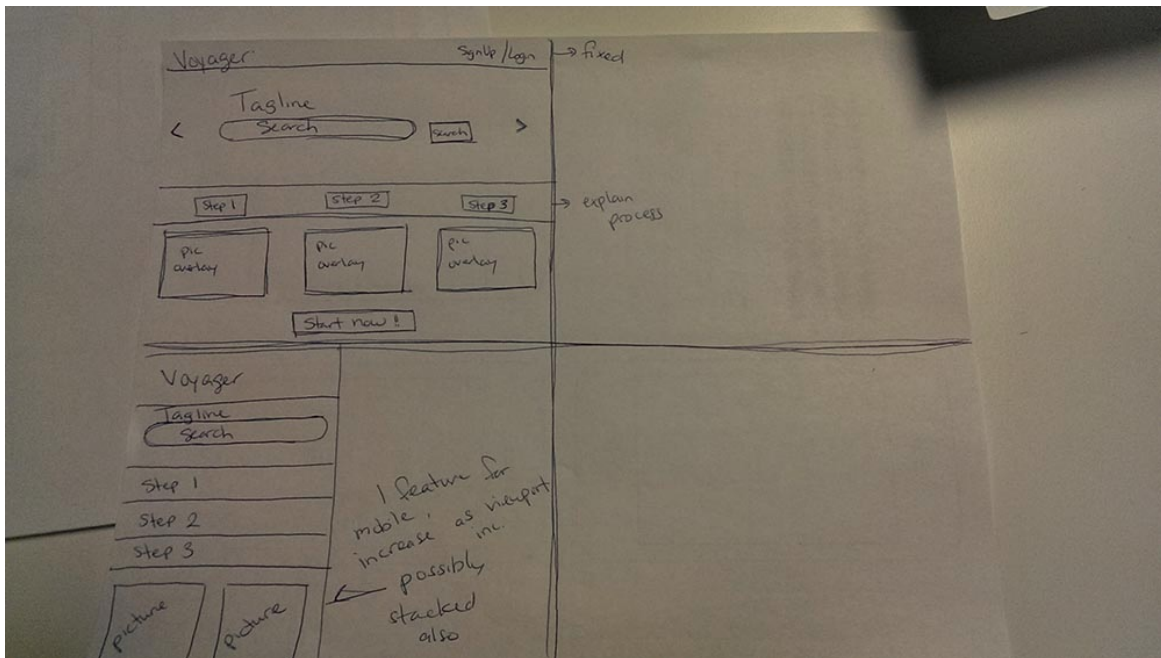 Voyager
SignUp/Login
→ fixed
Tagline
Search
<
search
>
Step 1
Step 2
Step 3
→ explain
process
pic
overlay
pic
overlay
pic
overlay
Start now!
Voyager
Tagline
Search
Step 1
Step 2
Step 3
picture
picture
1 feature for
mobile,
increase as viewport
inc.
possibly
stacked
also